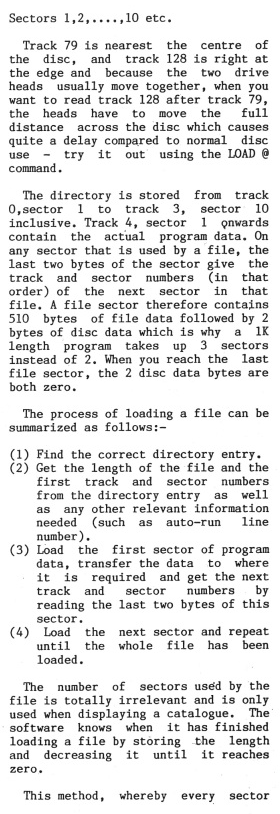 Sectors 1,2,....,10 etc.
Track 79 is nearest the centre of
the disc, and track 128 is right at
the edge and because the two drive
heads usually move together, when you
want to read track 128 after track 79,
the heads have to move the full
distance across the disc which causes
quite a delay compared to normal disc
use - try it out using the LOAD @
command.
The directory is stored from track
0,sector 1 to track 3, sector 10
inclusive. Track 4, sector 1 onwards
contain the actual program data. On
any sector that is used by a file, the
last two bytes of the sector give the
track and sector numbers (in that
order) of the next sector in that
file. A file sector therefore contains
510 bytes of file data followed by 2
bytes of disc data which is why a 1K
length program takes up 3 sectors
instead of 2. When you reach the last
file sector, the 2 disc data bytes are
both zero.
The process of loading a file can be
summarized as follows:-
(1) Find the correct directory entry.
(2) Get the length of the file and the
first track and sector numbers
from the directory entry as well
as any other relevant information
needed (such as auto-run line
number).
(3) Load the first sector of program
data, transfer the data to where
it is required and get the next
track and sector numbers by
reading the last two bytes of this
sector.
(4) Load the next sector and repeat
until the whole file has been
loaded.
The number of sectors used by the
file is totally irrelevant and is only
used when displaying a catalogue. The
software knows when it has finished
loading a file by storing the length
and decreasing it until it reaches
zero.
This method, whereby every sector